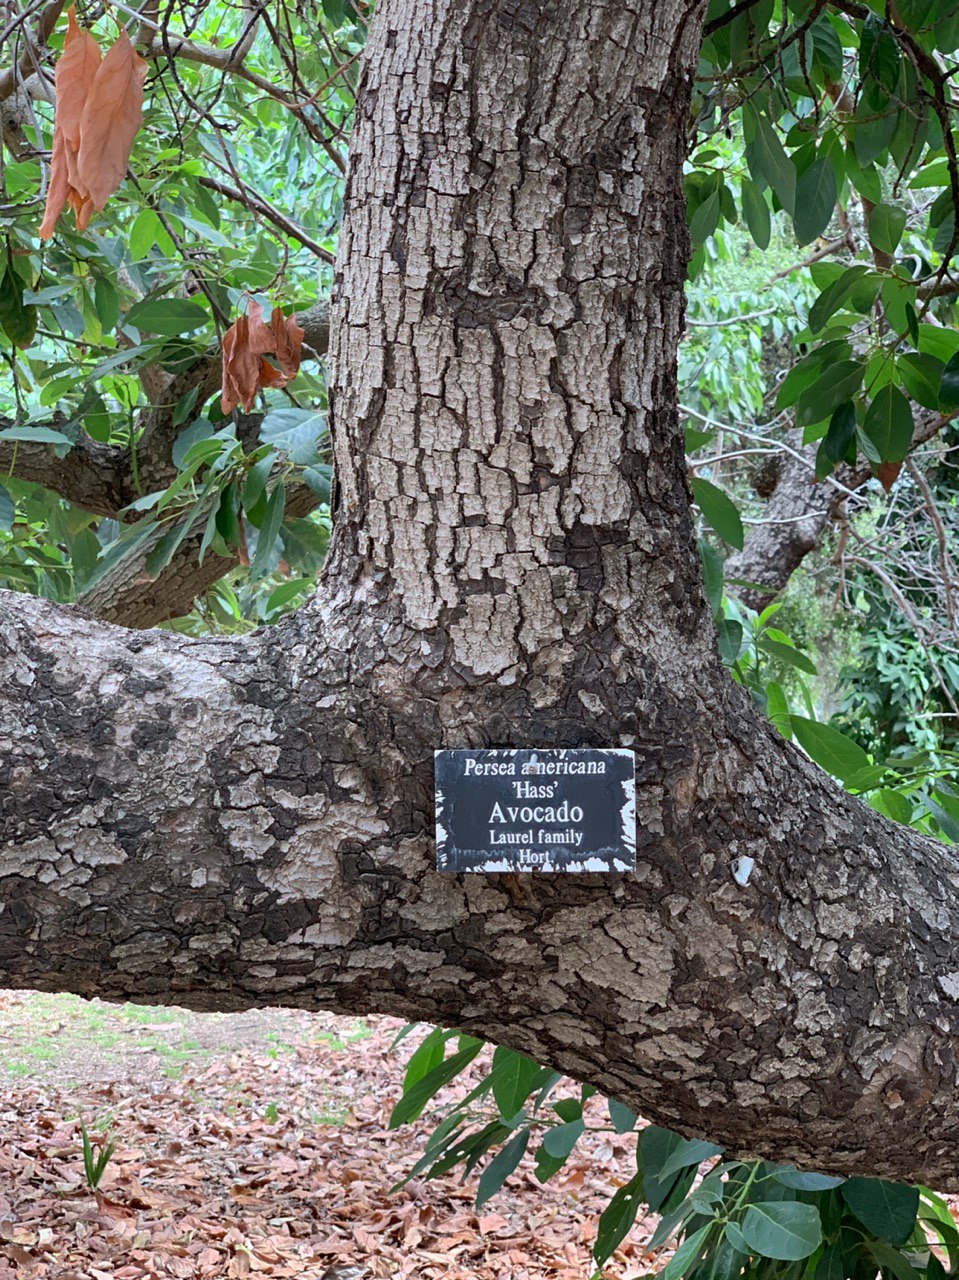 Persea americana
'Hass'
Avocado
Laurel family
Hort.